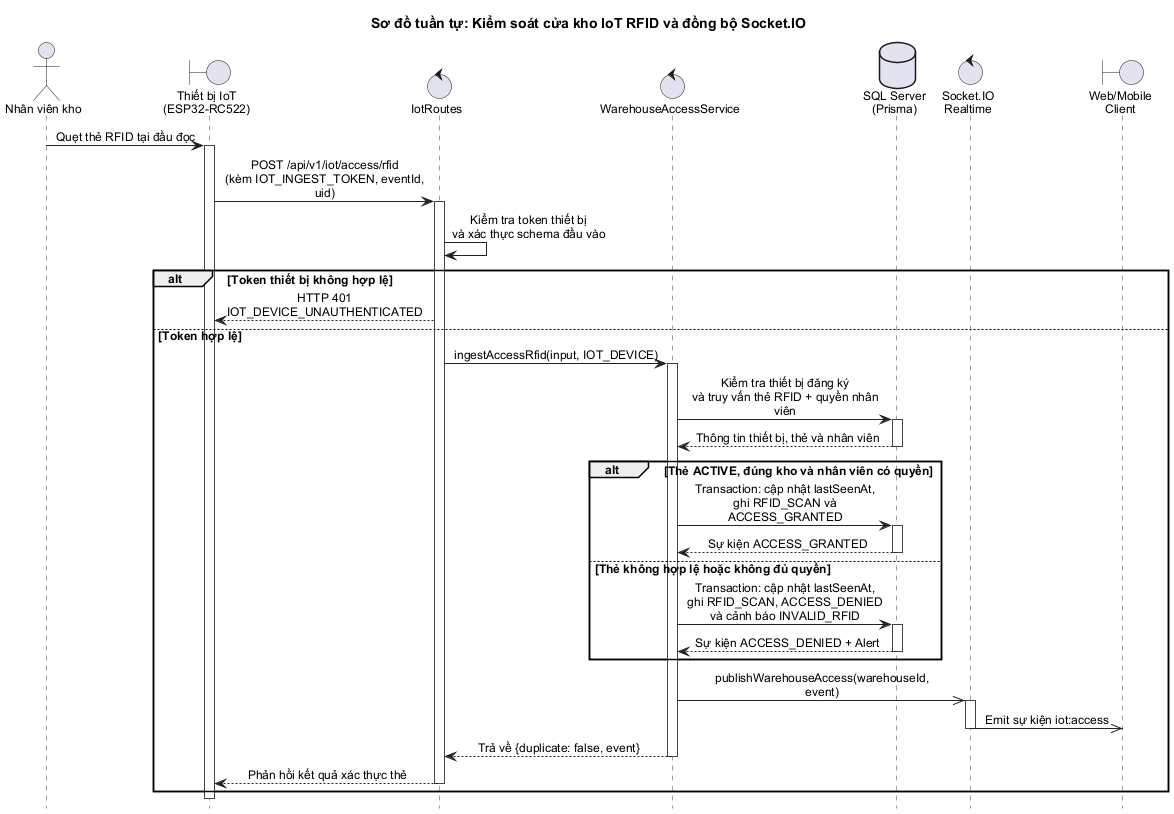 Sơ đồ tuần tự: Kiểm soát cửa kho IoT RFID và đồng bộ Socket.IO
Nhân viên kho
Thiết bị IoT
(ESP32-RC522)
IotRoutes
WarehouseAccessService
SQL Server
(Prisma)
Socket.IO
Realtime
Web/Mobile
Client
Quẹt thẻ RFID tại đầu đọc
POST /api/v1/iot/access/rfid
(kèm IOT_INGEST_TOKEN, eventId,
uid)
Kiểm tra token thiết bị
và xác thực schema đầu vào
alt
[Token thiết bị không hợp lệ]
HTTP 401
IOT_DEVICE_UNAUTHENTICATED
[Token hợp lệ]
ingestAccessRfid(input, IOT_DEVICE)
Kiểm tra thiết bị đăng ký
và truy vấn thẻ RFID + quyền nhân
viên
Thông tin thiết bị, thẻ và nhân viên
alt
[Thẻ ACTIVE, đúng kho và nhân viên có quyền]
Transaction: cập nhật lastSeenAt,
ghi RFID_SCAN và
ACCESS_GRANTED
Sự kiện ACCESS_GRANTED
[Thẻ không hợp lệ hoặc không đủ quyền]
Transaction: cập nhật lastSeenAt,
ghi RFID_SCAN, ACCESS_DENIED
và cảnh báo INVALID_RFID
Sự kiện ACCESS_DENIED + Alert
publishWarehouseAccess(warehouseId,
event)
Emit sự kiện iot:access
Trả về {duplicate: false, event}
Phản hồi kết quả xác thực thẻ